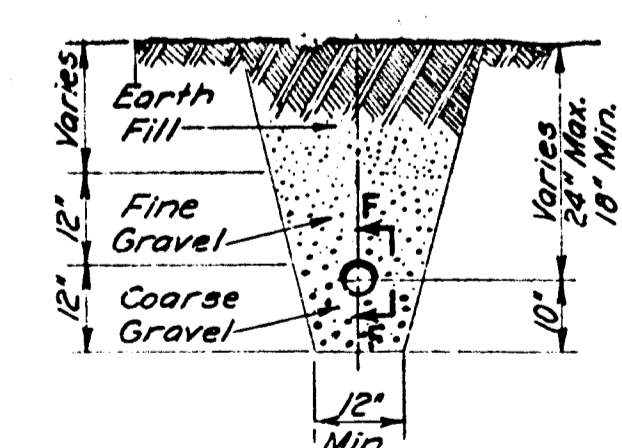 Varies
12"
12"
Earth
Fill
Fine
Gravel
Coarse
Gravel
F
F
Varies
24" Max.
18" Min.
10"
12"
Min.